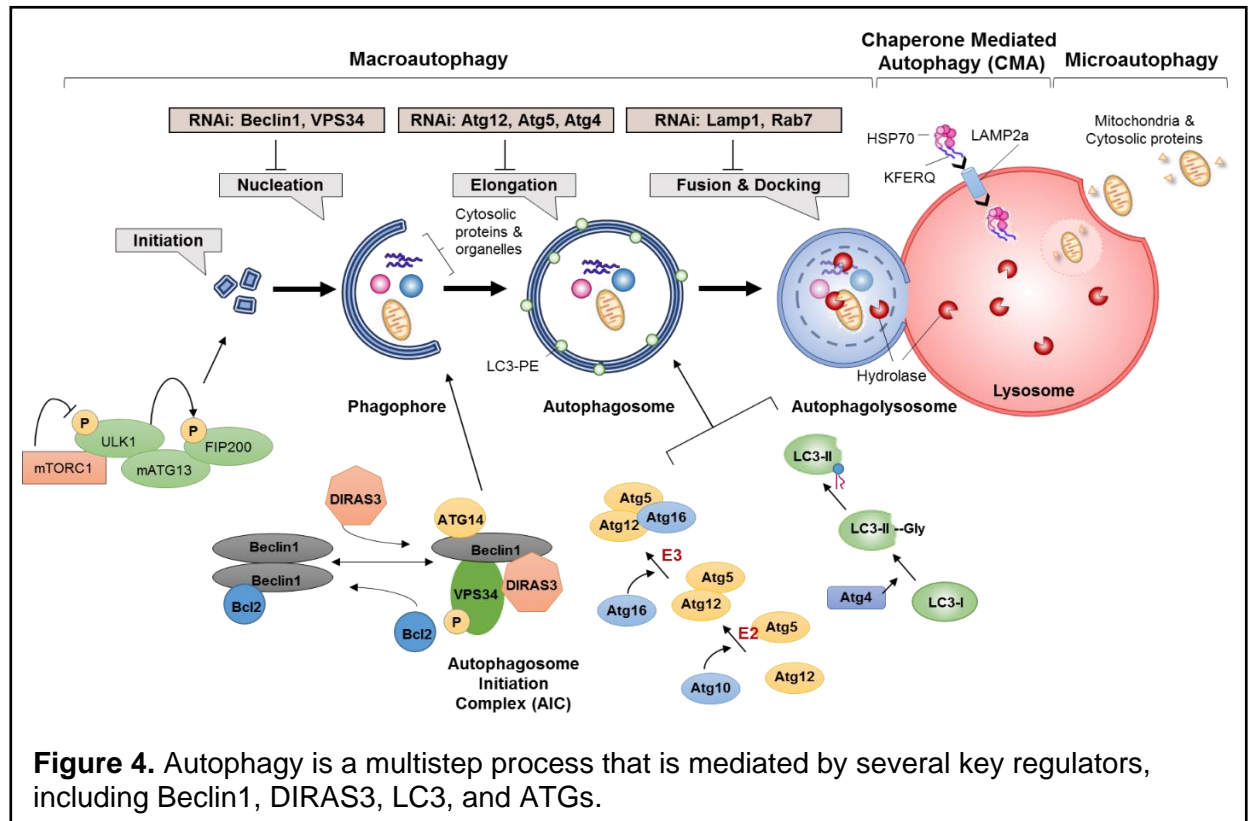 Macroautophagy
Chaperone Mediated
Autophagy (CMA)
Microautophagy
RNAi: Beclin1, VPS34
RNAi: Atg12, Atg5, Atg4
RNAi: Lamp1, Rab7
Nucleation
Elongation
Fusion & Docking
Initiation
Cytosolic
proteins &
organelles
HSP70
LAMP2a
KFERQ
Mitochondria &
Cytosolic proteins
LC3-PE
Hydrolase
Lysosome
Phagophore
Autophagosome
Autophagolysosome
P
ULK1
P
FIP200
mTORC1
mATG13
DIRAS3
ATG14
Beclin1
Beclin1
Bcl2
Beclin1
VPS34
DIRAS3
P
Bcl2
Autophagosome
Initiation
Complex (AIC)
Atg5
Atg12
Atg16
E3
Atg16
Atg5
Atg12
E2
Atg5
Atg10
Atg12
LC3-II
LC3-II --Gly
Atg4
LC3-I
Figure 4. Autophagy is a multistep process that is mediated by several key regulators,
including Beclin1, DIRAS3, LC3, and ATGs.